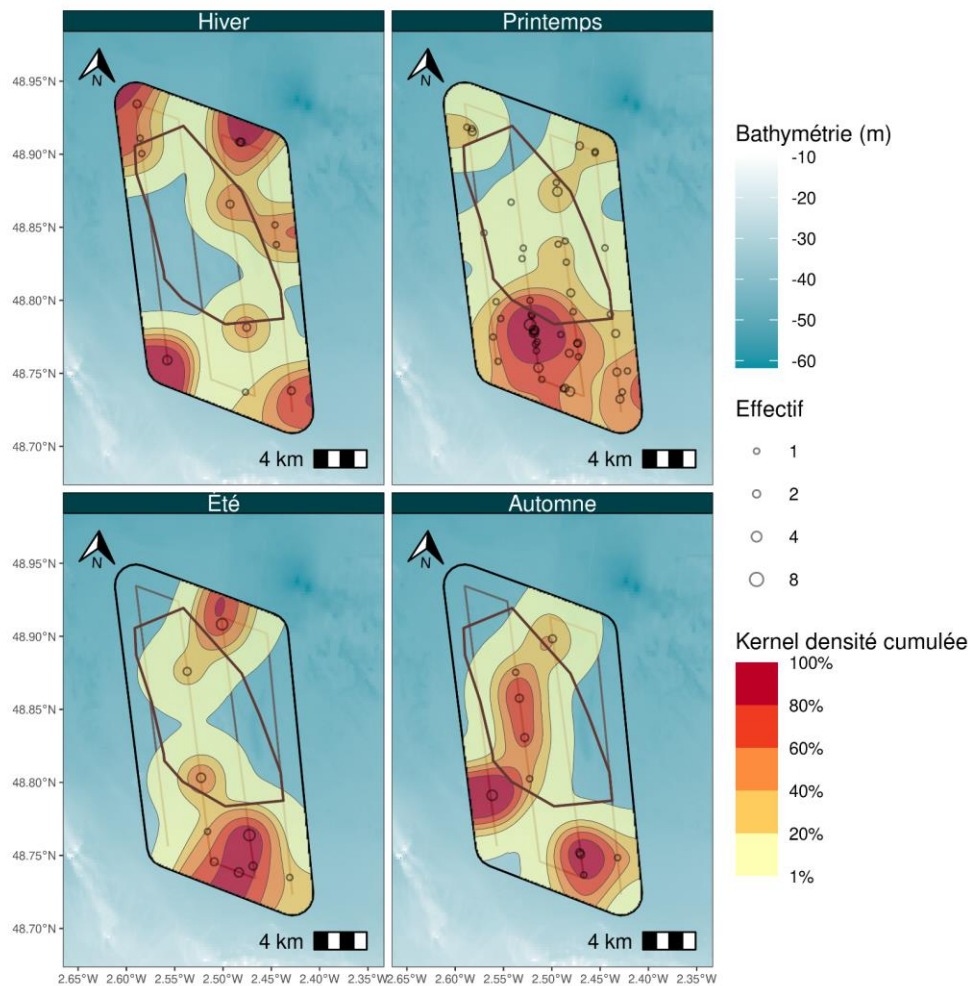 Hiver
Printemps
N
N
48.95°N
48.90°N
48.85°N
48.80°N
48.75°N
48.70°N
4 km
4 km
Été
Automne
N
N
48.95°N
48.90°N
48.85°N
48.80°N
48.75°N
48.70°N
4 km
4 km
2.65°W 2.60°W 2.55°W 2.50°W 2.45°W 2.40°W 2.35°W
2.65°W 2.60°W 2.55°W 2.50°W 2.45°W 2.40°W 2.35°W
Bathymétrie (m)
-10
-20
-30
-40
-50
-60
Effectif
1
2
4
8
Kernel densité cumulée
100%
80%
60%
40%
20%
1%